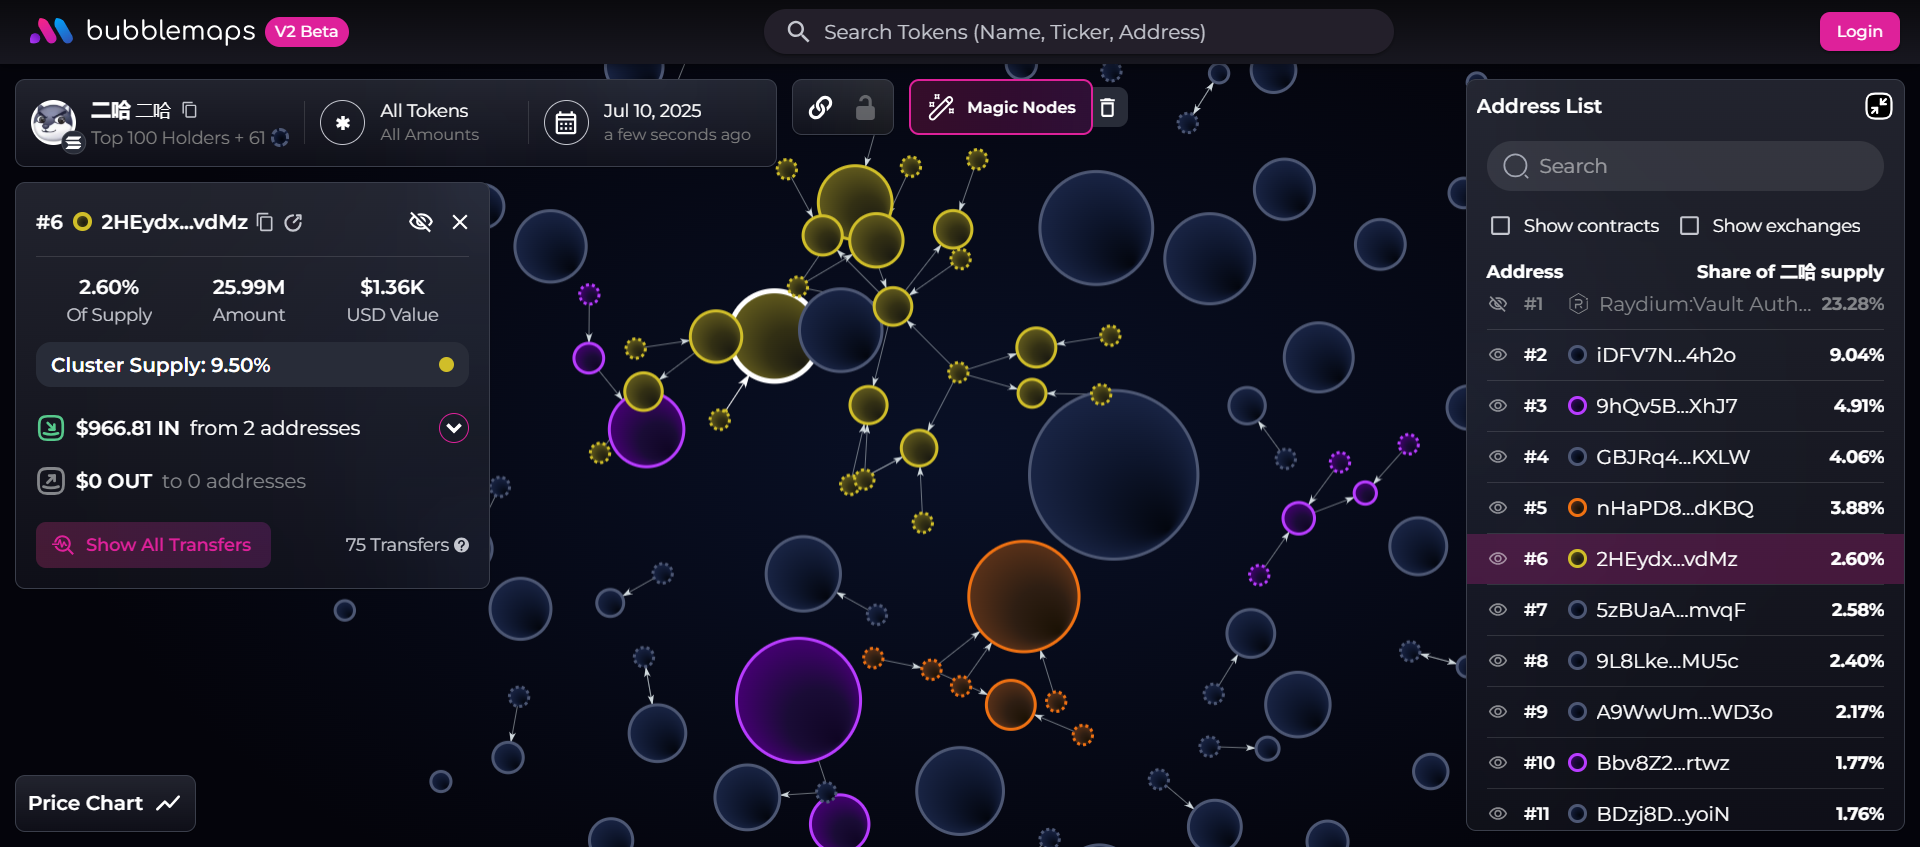 bubblemaps V2 Beta
Search Tokens (Name, Ticker, Address)
Login
二哈 二哈
Top 100 Holders + 61
All Tokens
All Amounts
Jul 10, 2025
a few seconds ago
Magic Nodes
#6 2HEydx...vdMz
2.60% 25.99M $1.36K
Of Supply Amount USD Value
Cluster Supply: 9.50%
$966.81 IN from 2 addresses
$0 OUT to 0 addresses
Show All Transfers 75 Transfers
Price Chart
Address List
Search
Show contracts Show exchanges
Address Share of 二哈 supply
#1 Raydium:Vault Auth... 23.28%
#2 iDFV7N...4h2o 9.04%
#3 9hQv5B...XhJ7 4.91%
#4 GBJRq4...KXLW 4.06%
#5 nHaPD8...dKBQ 3.88%
#6 2HEydx...vdMz 2.60%
#7 5zBUaA...mvqF 2.58%
#8 9L8Lke...MU5c 2.40%
#9 A9WwUm...WD3o 2.17%
#10 Bbv8Z2...rtwz 1.77%
#11 BDzj8D...yoiN 1.76%